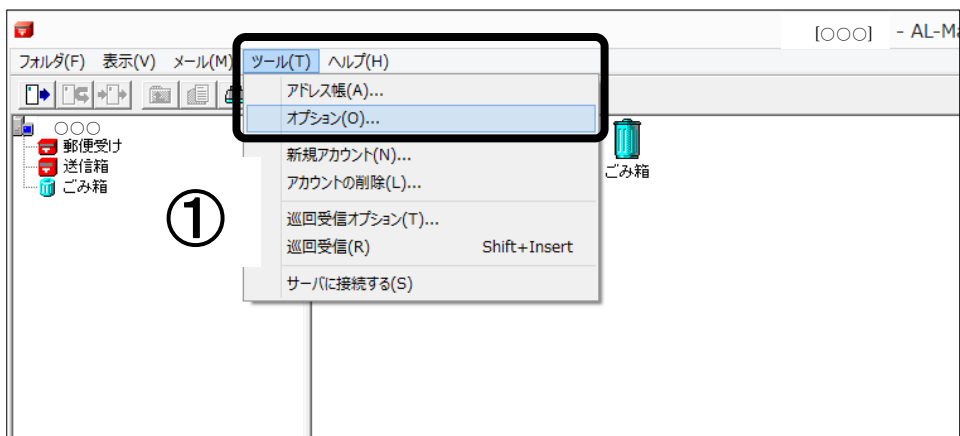 [○○○] - AL-Ma
フォルダ(F) 表示(V) メール(M) ツール(T) ヘルプ(H)
アドレス帳(A)...
オプション(O)...
新規アカウント(N)...
アカウントの削除(L)...
巡回受信オプション(T)...
巡回受信(R) Shift+Insert
サーバに接続する(S)
○○○
郵便受け
送信箱
ごみ箱
①
ごみ箱